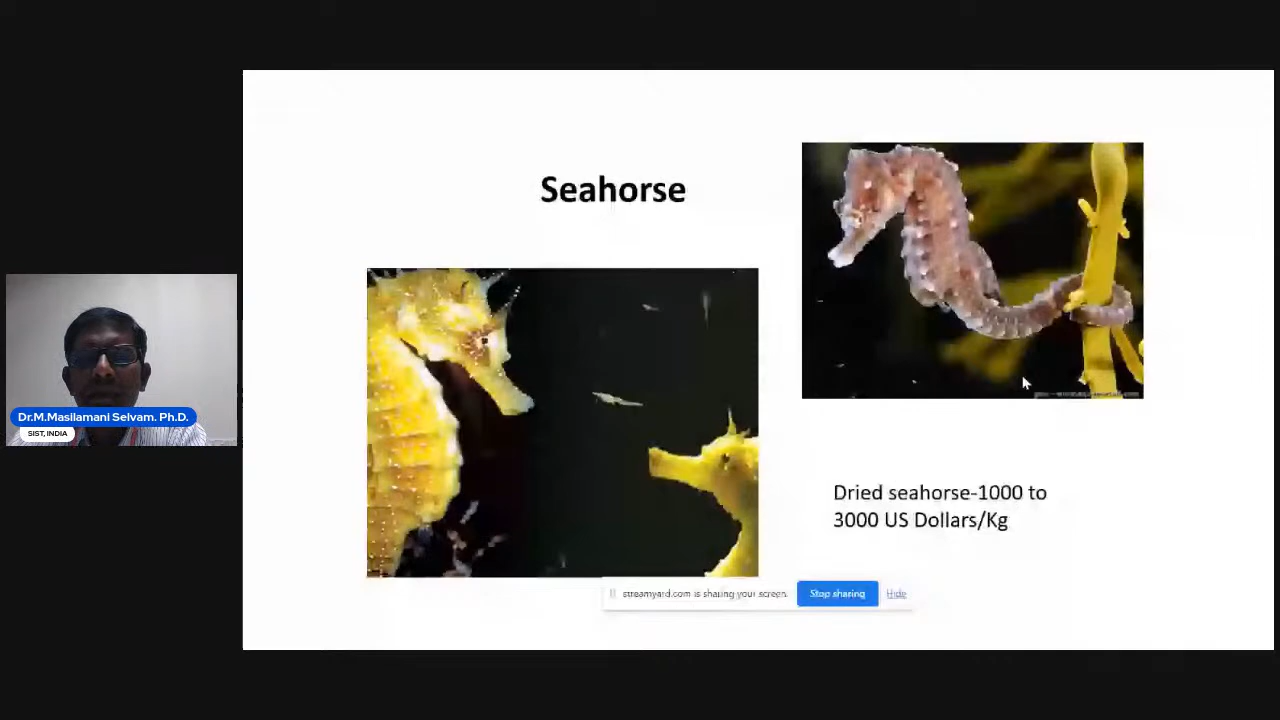 Seahorse
Dried seahorse-1000 to
3000 US Dollars/Kg
Dr.M.Masilamani Selvam. Ph.D.
SIST, INDIA
streamyard.com is sharing your screen.
Stop sharing
Hide